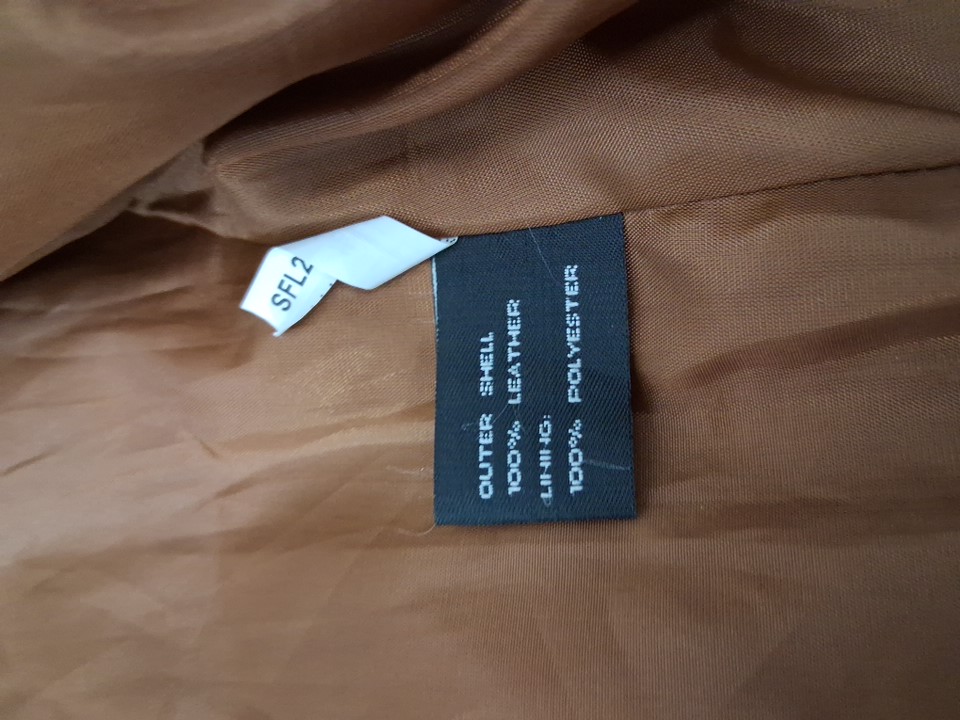 SFL2
OUTER SHELL
100% LEATHER
LINING:
100% POLYESTER